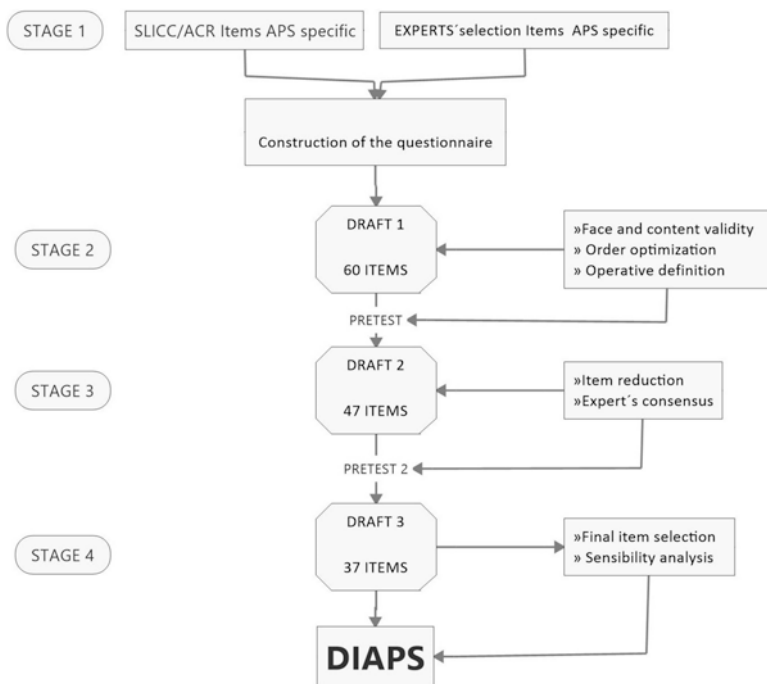 STAGE 1
SLICC/ACR Items APS specific
EXPERTS´selection Items APS specific
Construction of the questionnaire
STAGE 2
DRAFT 1
60 ITEMS
»Face and content validity
» Order optimization
» Operative definition
PRETEST
STAGE 3
DRAFT 2
47 ITEMS
»Item reduction
»Expert´s consensus
PRETEST 2
STAGE 4
DRAFT 3
37 ITEMS
»Final item selection
» Sensibility analysis
DIAPS